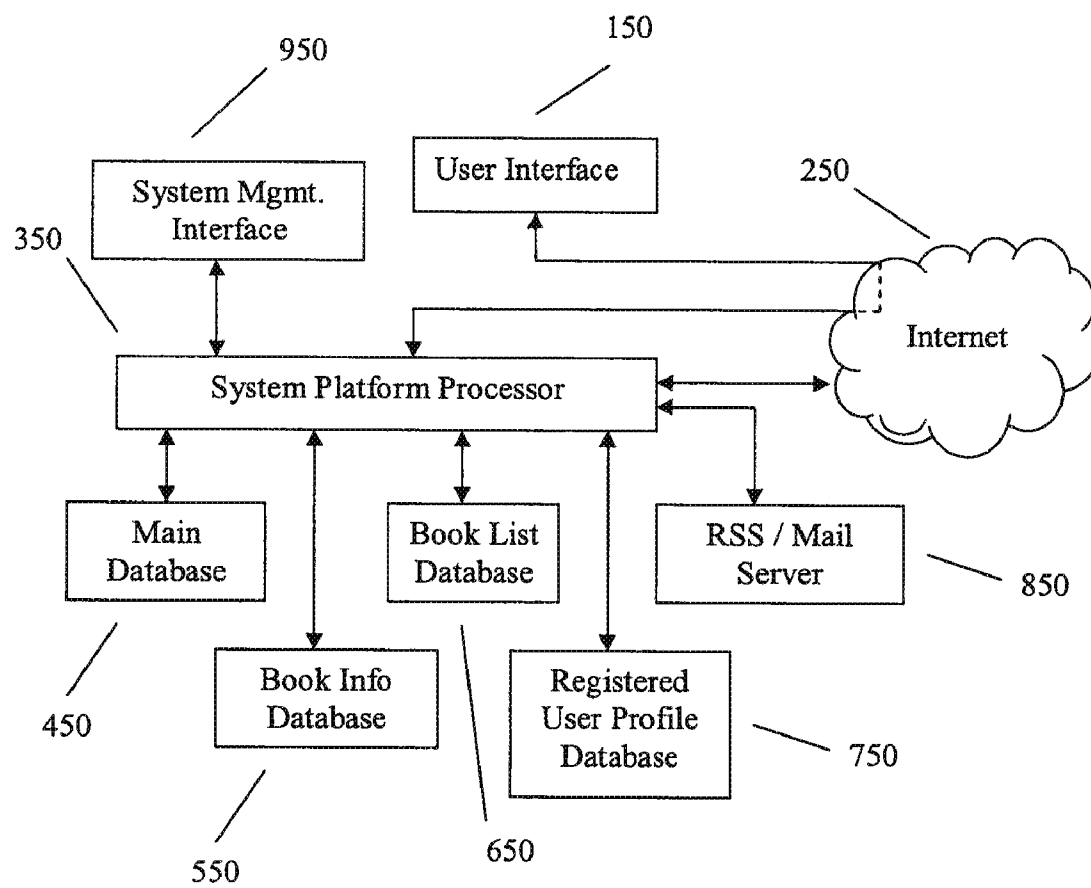 150
950
User Interface
250
System Mgmt.
Interface
350
Internet
System Platform Processor
Main
Database
Book List
Database
RSS / Mail
Server
850
Book Info
Database
Registered
User Profile
Database
450
750
650
550